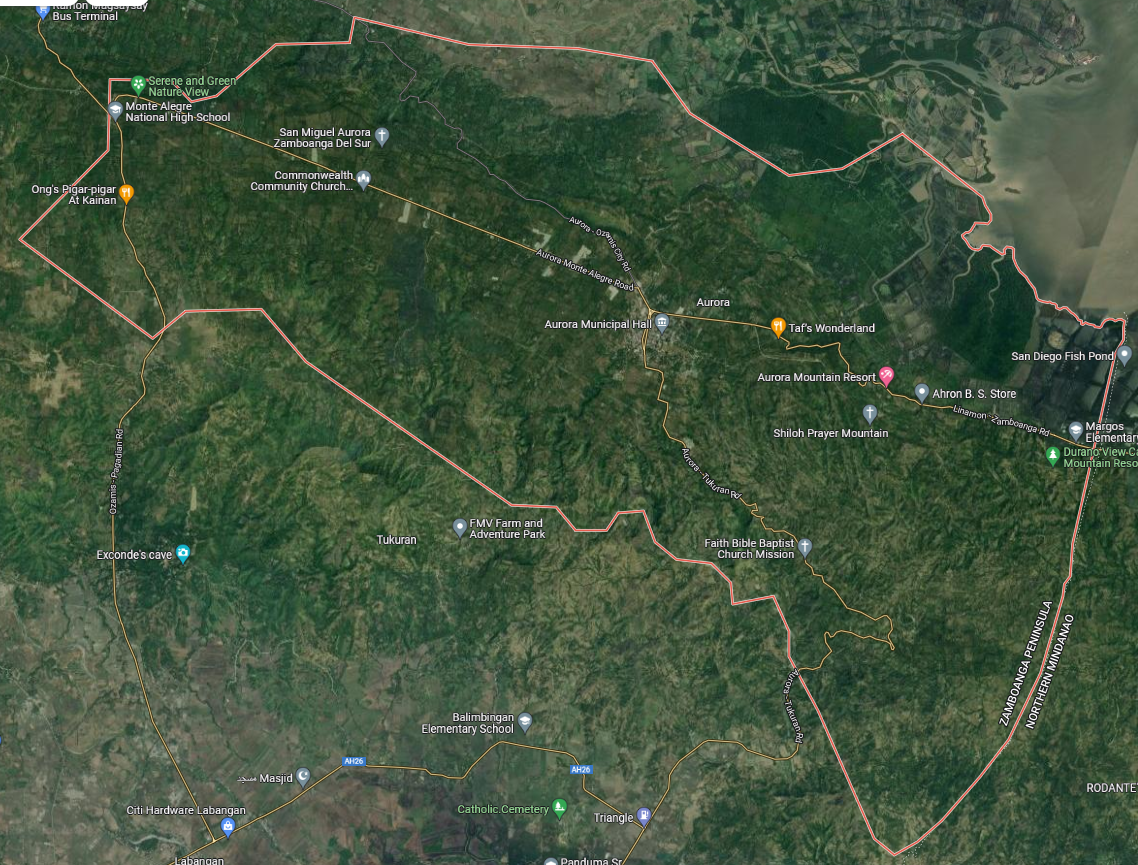 Ramon Magsaysay
Bus Terminal
Serene and Green
Nature View
Monte Alegre
National High School
San Miguel Aurora
Zamboanga Del Sur
Commonwealth
Community Church...
Ong's Pigar-pigar
At Kainan
Aurora - Ozamis City Rd
Aurora-Monte-Alegre-Road
Aurora
Aurora Municipal Hall
Taf's Wonderland
San Diego Fish Pond
Aurora Mountain Resort
Ahron B. S. Store
Linamon - Zamboanga Rd
Shiloh Prayer Mountain
Margos
Elementary
Durano View Ca
Mountain Reso
Ozamis - Pagadian Rd
Aurora - Tukuran Rd
FMV Farm and
Adventure Park
Tukuran
Exconde's cave
Faith Bible Baptist
Church Mission
ZAMBOANGA PENINSULA
NORTHERN MINDANAO
Aurora - Tukuran Rd
Balimbingan
Elementary School
AH26
AH26
مسجد Masjid
RODANTE
Citi Hardware Labangan
Catholic Cemetery
Triangle
Labangan
Panduma Sr